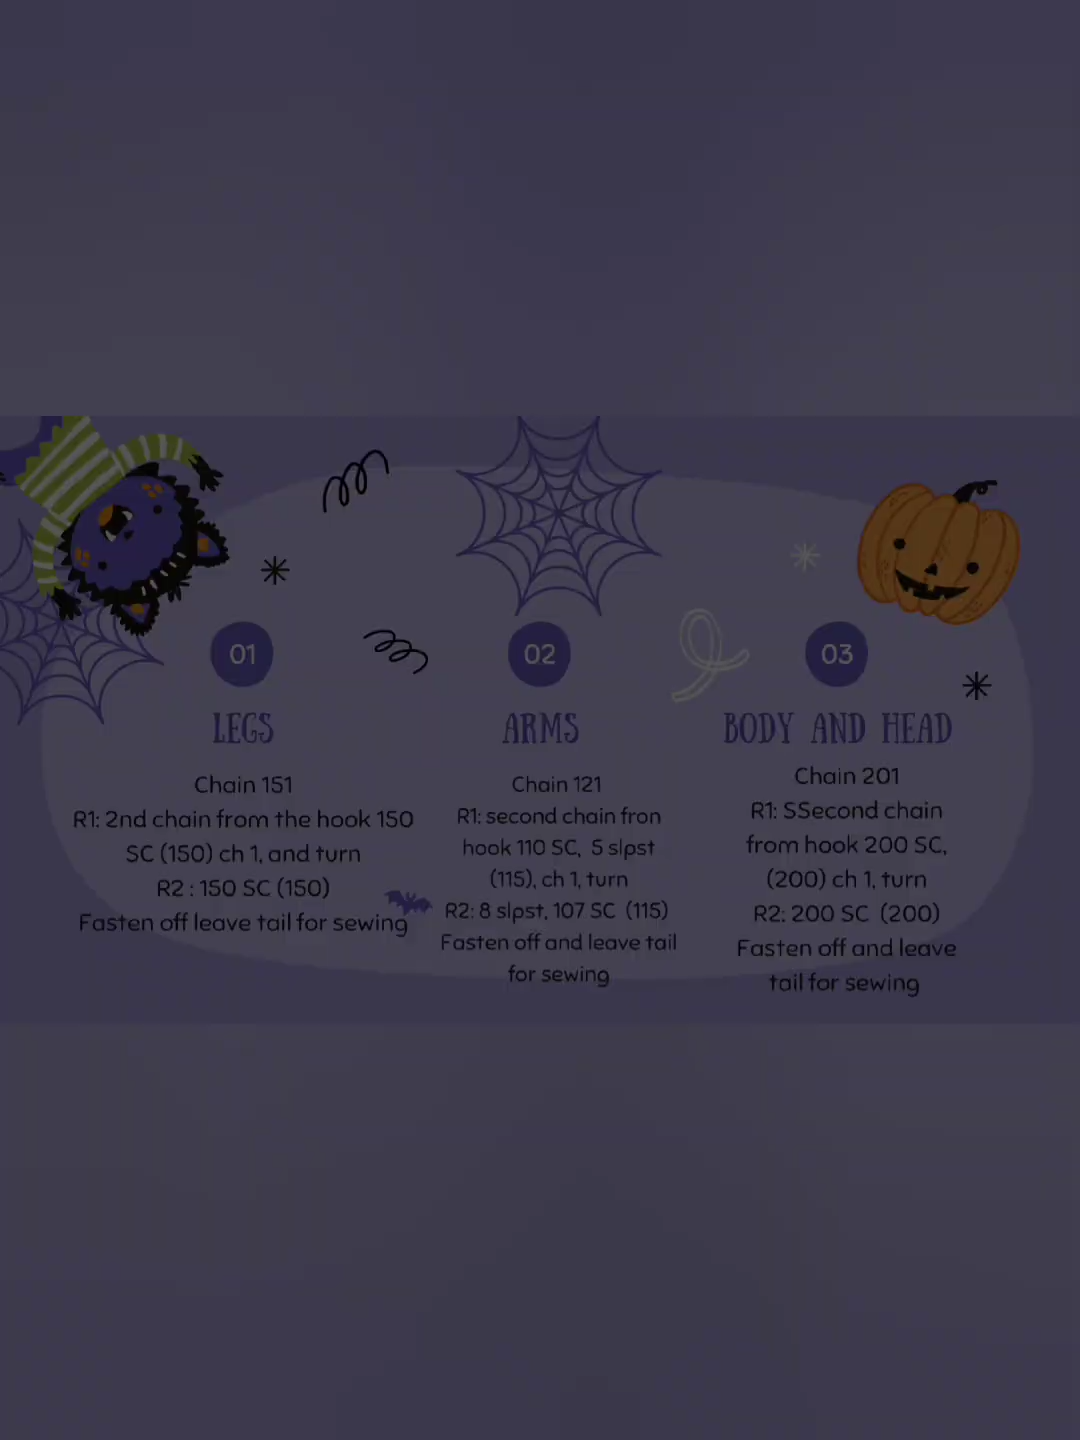 01
LEGS
Chain 151
R1: 2nd chain from the hook 150
SC (150) ch 1, and turn
R2 : 150 SC (150)
Fasten off leave tail for sewing
02
ARMS
Chain 121
R1: second chain fron
hook 110 SC, 5 slpst
(115), ch 1, turn
R2: 8 slpst, 107 SC (115)
Fasten off and leave tail
for sewing
03
BODY AND HEAD
Chain 201
R1: SSecond chain
from hook 200 SC,
(200) ch 1, turn
R2: 200 SC (200)
Fasten off and leave
tail for sewing